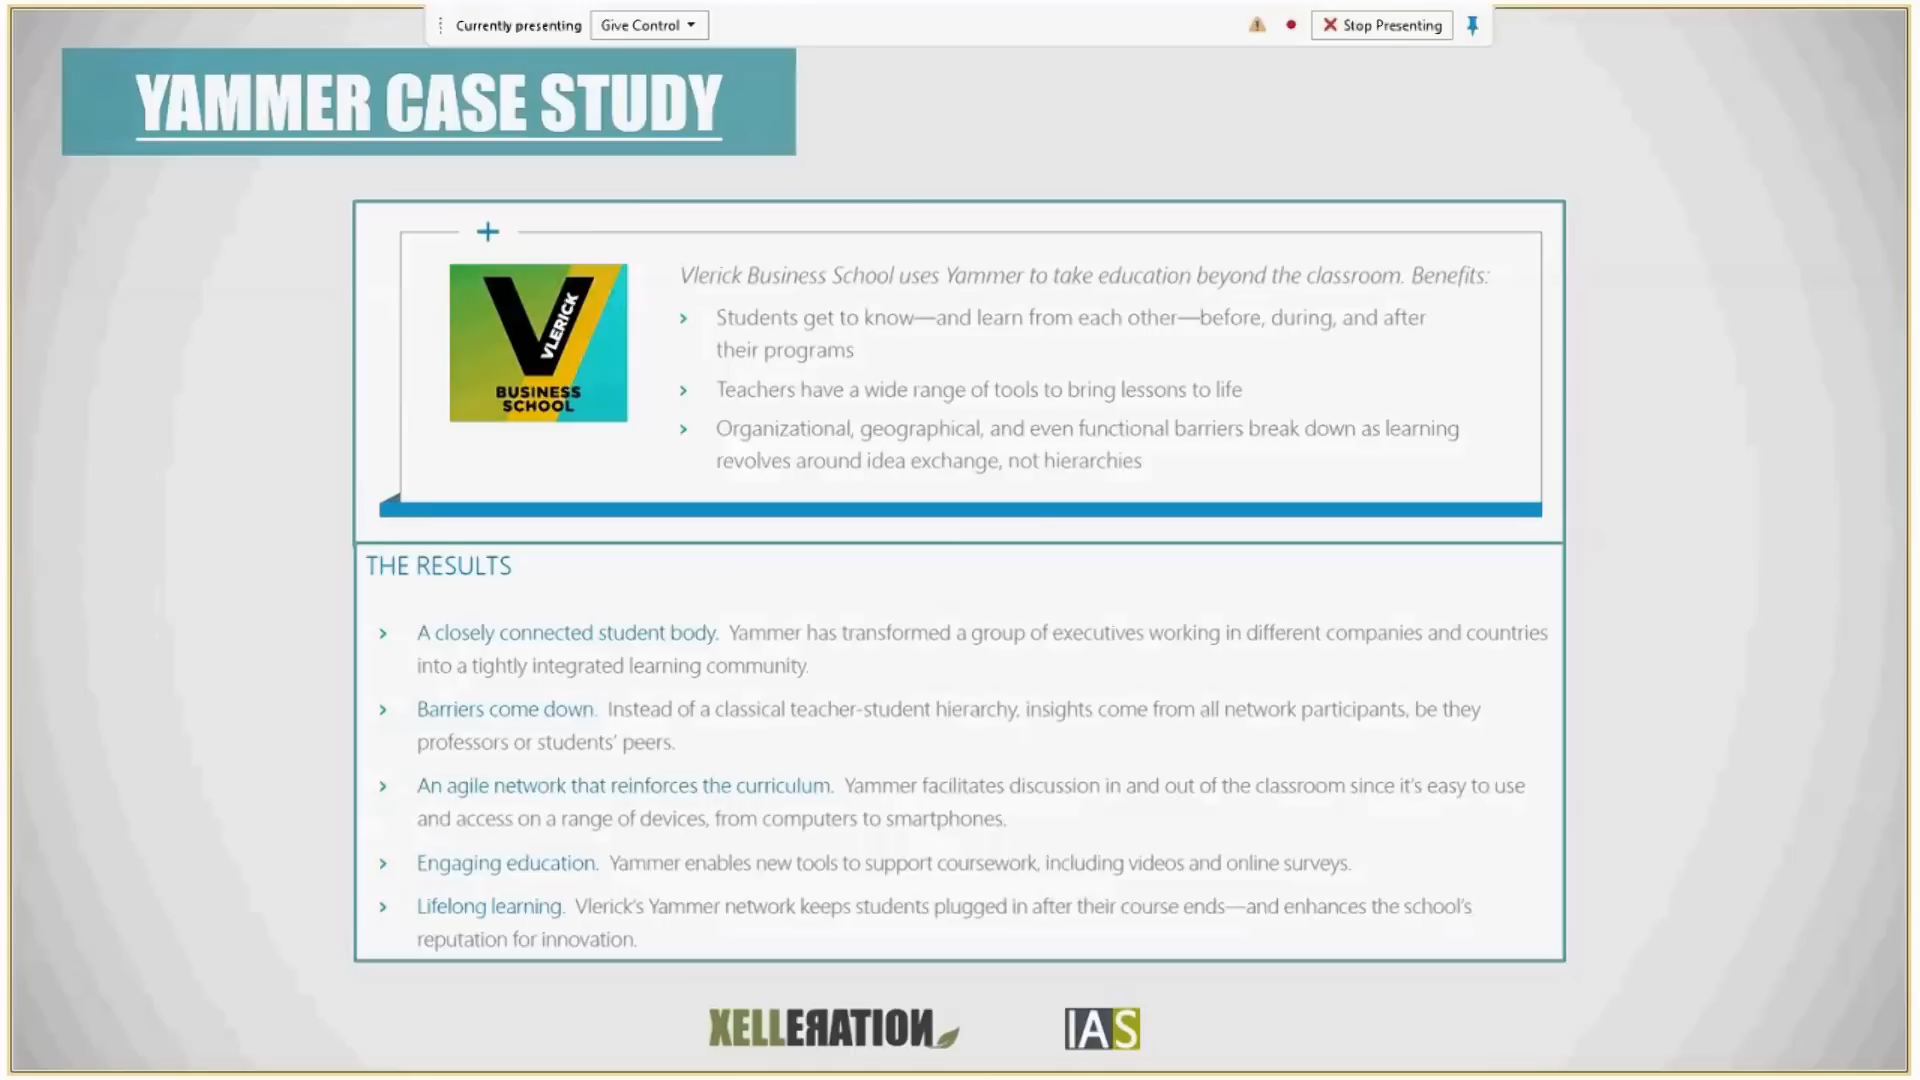 Currently presenting Give Control Stop Presenting
YAMMER CASE STUDY
VLERICK
BUSINESS
SCHOOL
Vlerick Business School uses Yammer to take education beyond the classroom. Benefits:
Students get to know—and learn from each other—before, during, and after
their programs
Teachers have a wide range of tools to bring lessons to life
Organizational, geographical, and even functional barriers break down as learning
revolves around idea exchange, not hierarchies
THE RESULTS
A closely connected student body. Yammer has transformed a group of executives working in different companies and countries
into a tightly integrated learning community.
Barriers come down. Instead of a classical teacher-student hierarchy, insights come from all network participants, be they
professors or students' peers.
An agile network that reinforces the curriculum. Yammer facilitates discussion in and out of the classroom since it's easy to use
and access on a range of devices, from computers to smartphones.
Engaging education. Yammer enables new tools to support coursework, including videos and online surveys.
Lifelong learning. Vlerick's Yammer network keeps students plugged in after their course ends—and enhances the school's
reputation for innovation.
XELLERATION IAS